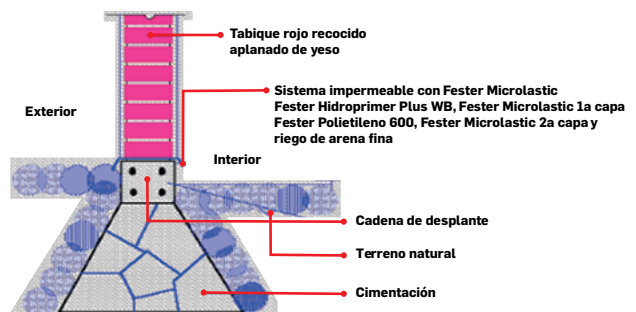 Tabique rojo recocido
aplanado de yeso
Sistema impermeable con Fester Microlastic
Fester Hidroprimer Plus WB, Fester Microlastic 1a capa
Fester Polietileno 600, Fester Microlastic 2a capa y
riego de arena fina
Exterior
Interior
Cadena de desplante
Terreno natural
Cimentación